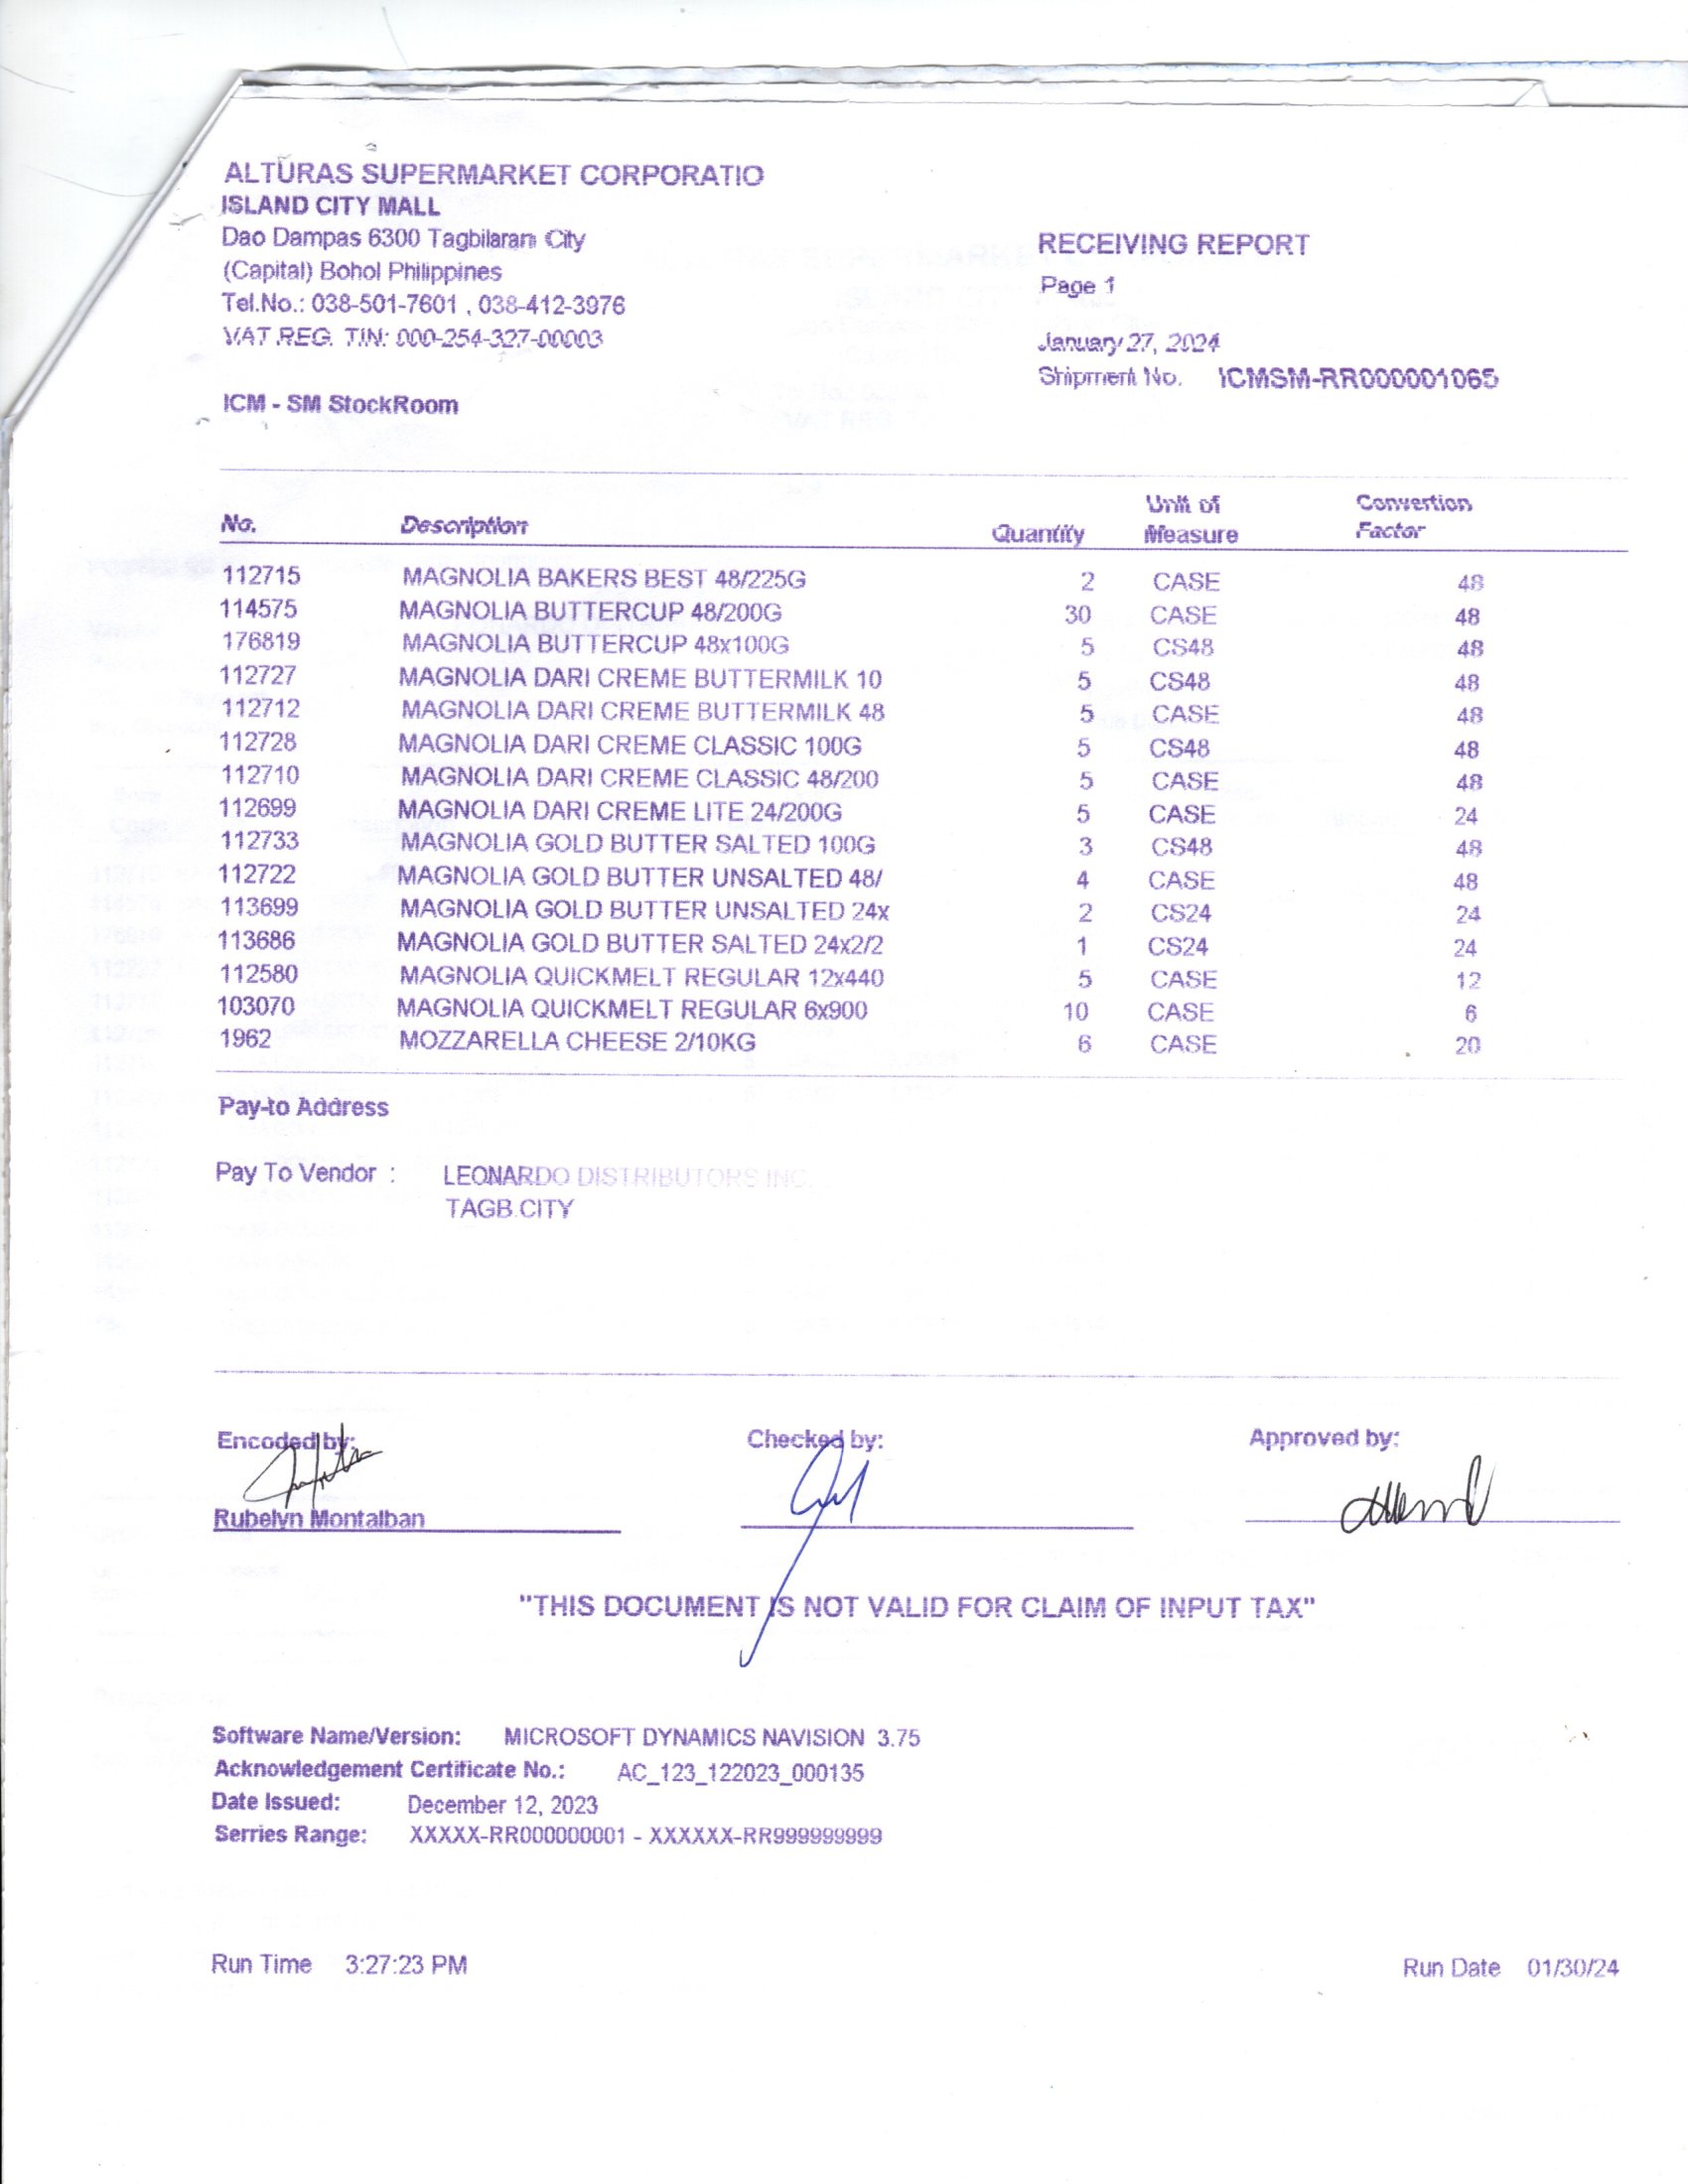 ALTURAS SUPERMARKET CORPORATIO
ISLAND CITY MALL
Dao Dampas 6300 Tagbilaran City
(Capital) Bohol Philippines
Tel.No.: 038-501-7601 , 038-412-3976
VAT.REG. TIN: 000-254-327-00003
RECEIVING REPORT
Page 1
January 27, 2024
Shipment No. ICMSM-RR000001065
ICM - SM StockRoom
No. Description Quantity Unit of Measure Convertion Factor
112715 MAGNOLIA BAKERS BEST 48/225G 2 CASE 48
114575 MAGNOLIA BUTTERCUP 48/200G 30 CASE 48
176819 MAGNOLIA BUTTERCUP 48x100G 5 CS48 48
112727 MAGNOLIA DARI CREME BUTTERMILK 10 5 CS48 48
112712 MAGNOLIA DARI CREME BUTTERMILK 48 5 CASE 48
112728 MAGNOLIA DARI CREME CLASSIC 100G 5 CS48 48
112710 MAGNOLIA DARI CREME CLASSIC 48/200 5 CASE 48
112699 MAGNOLIA DARI CREME LITE 24/200G 5 CASE 24
112733 MAGNOLIA GOLD BUTTER SALTED 100G 3 CS48 48
112722 MAGNOLIA GOLD BUTTER UNSALTED 48/ 4 CASE 48
113699 MAGNOLIA GOLD BUTTER UNSALTED 24x 2 CS24 24
113686 MAGNOLIA GOLD BUTTER SALTED 24x2/2 1 CS24 24
112580 MAGNOLIA QUICKMELT REGULAR 12x440 5 CASE 12
103070 MAGNOLIA QUICKMELT REGULAR 6x900 10 CASE 6
1962 MOZZARELLA CHEESE 2/10KG 6 CASE 20
Pay-to Address
Pay To Vendor : LEONARDO DISTRIBUTORS INC.
TAGB.CITY
Encoded by: Checked by: Approved by:
Rubelyn Montalban
"THIS DOCUMENT IS NOT VALID FOR CLAIM OF INPUT TAX"
Software Name/Version: MICROSOFT DYNAMICS NAVISION 3.75
Acknowledgement Certificate No.: AC_123_122023_000135
Date Issued: December 12, 2023
Serries Range: XXXXX-RR000000001 - XXXXXX-RR999999999
Run Time 3:27:23 PM Run Date 01/30/24